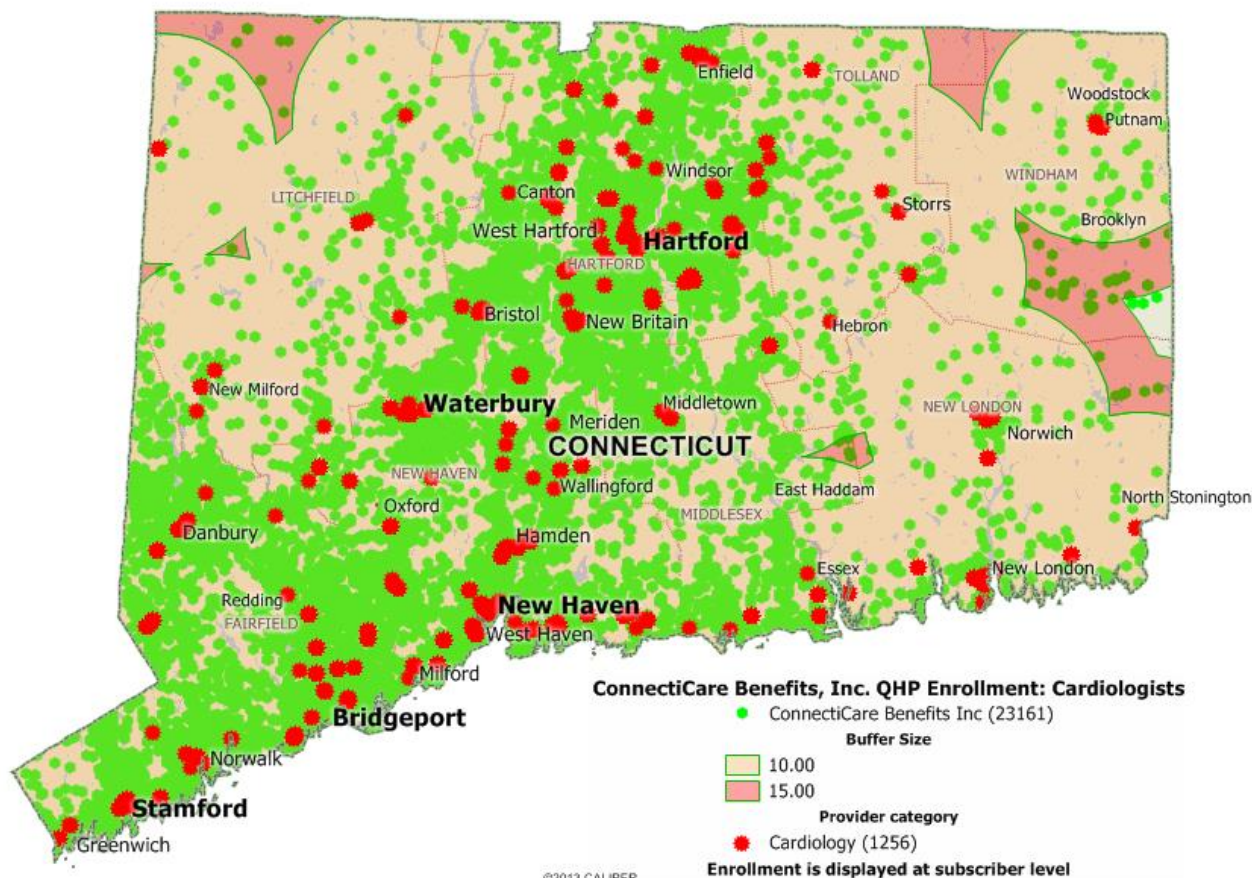 Enfield
TOLLAND
Woodstock
Putnam
WINDHAM
Windsor
Canton
LITCHFIELD
Storrs
Brooklyn
West Hartford
Hartford
HARTFORD
Bristol
New Britain
Hebron
New Milford
Waterbury
Middletown
NEW LONDON
Meriden
Norwich
CONNECTICUT
NEW HAVEN
Wallingford
East Haddam
North Stonington
Oxford
MIDDLESEX
Danbury
Hamden
Essex
New London
Redding
New Haven
FAIRFIELD
West Haven
Milford
Bridgeport
Norwalk
Stamford
Greenwich
ConnectiCare Benefits, Inc. QHP Enrollment: Cardiologists
ConnectiCare Benefits Inc (23161)
Buffer Size
10.00
15.00
Provider category
Cardiology (1256)
Enrollment is displayed at subscriber level
©2013 CALIPER